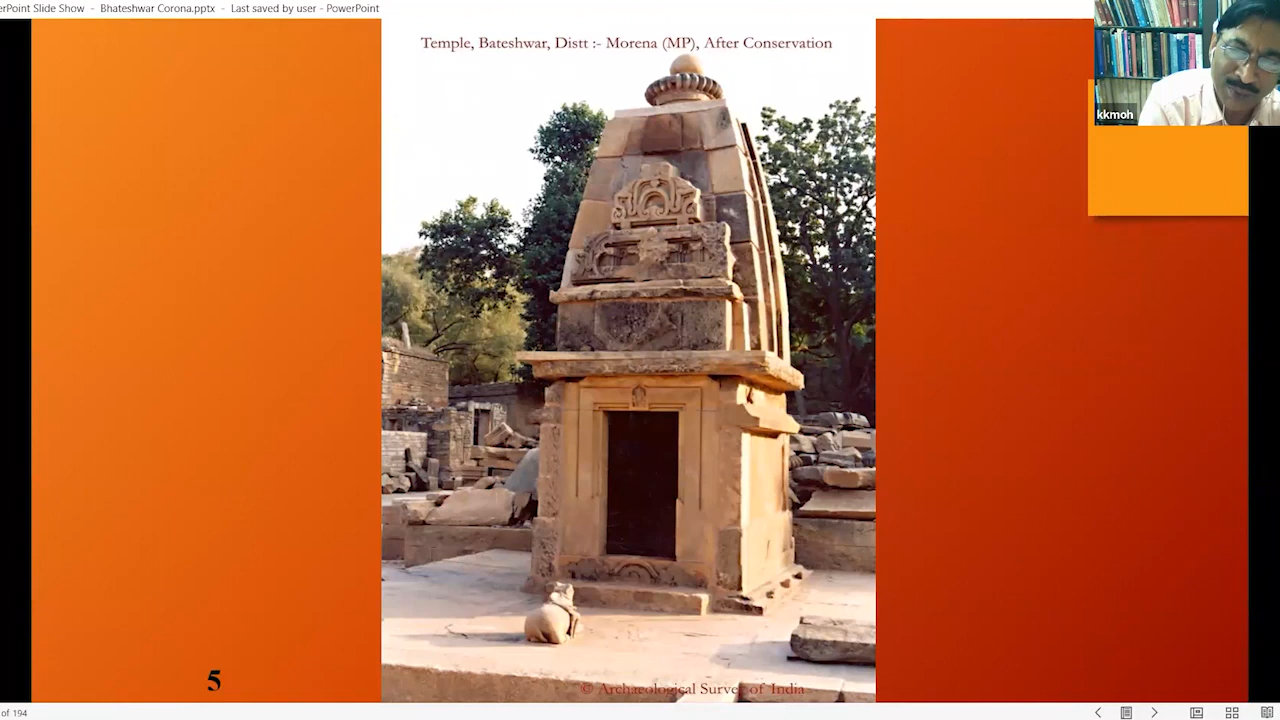 erPoint Slide Show - Bhateshwar Corona.pptx - Last saved by user - PowerPoint
Temple, Bateshwar, Distt :- Morena (MP), After Conservation
kkmoh
5
© Archaeological Survey of India
of 194